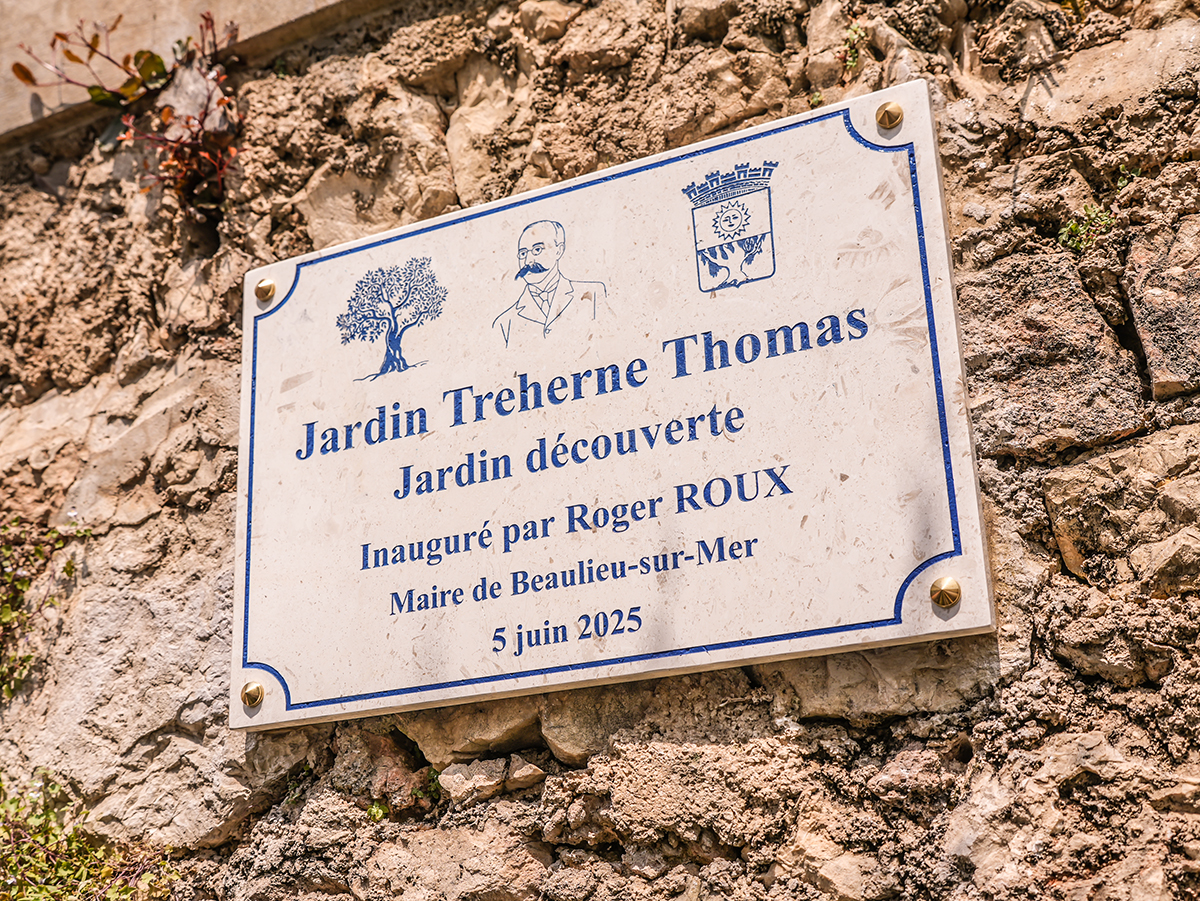 Jardin Treherne Thomas
Jardin découverte
Inauguré par Roger ROUX
Maire de Beaulieu-sur-Mer
5 juin 2025